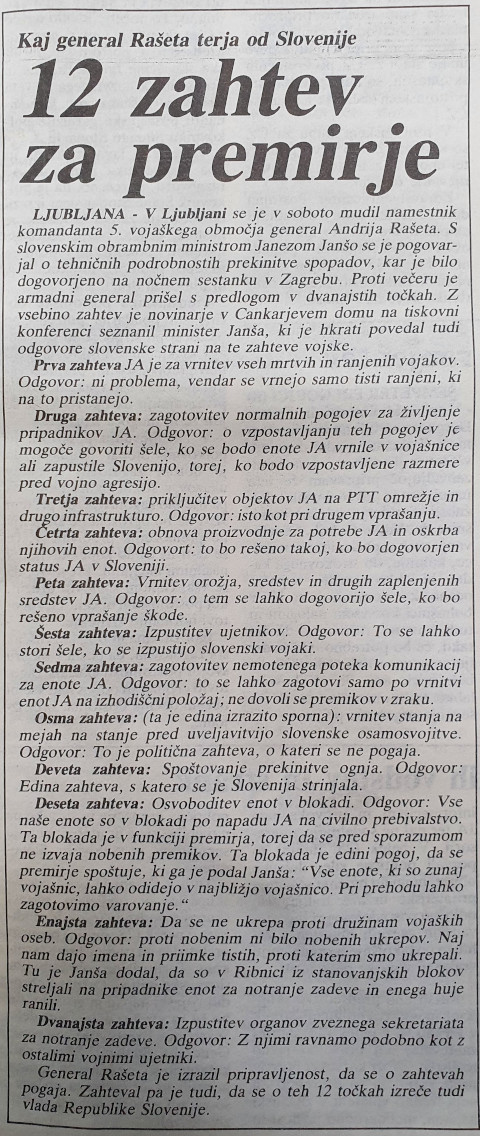 Kaj general Rašeta terja od Slovenije
12 zahtev
za premirje
LJUBLJANA - V Ljubljani se je v soboto mudil namestnik
komandanta 5. vojaškega območja general Andrija Rašeta. S
slovenskim obrambnim ministrom Janezom Janšo se je pogovar-
jal o tehničnih podrobnostih prekinitve spopadov, kar je bilo
dogovorjeno na nočnem sestanku v Zagrebu. Proti večeru je
armadni general prišel s predlogom v dvanajstih točkah. Z
vsebino zahtev je novinarje v Cankarjevem domu na tiskovni
konferenci seznanil minister Janša, ki je hkrati povedal tudi
odgovore slovenske strani na te zahteve vojske.
Prva zahteva JA je za vrnitev vseh mrtvih in ranjenih vojakov.
Odgovor: ni problema, vendar se vrnejo samo tisti ranjeni, ki
na to pristanejo.
Druga zahteva: zagotovitev normalnih pogojev za življenje
pripadnikov JA. Odgovor: o vzpostavljanju teh pogojev je
mogoče govoriti šele, ko se bodo enote JA vrnile v vojašnice
ali zapustile Slovenijo, torej, ko bodo vzpostavljene razmere
pred vojno agresijo.
Tretja zahteva: priključitev objektov JA na PTT omrežje in
drugo infrastrukturo. Odgovor: isto kot pri drugem vprašanju.
Četrta zahteva: obnova proizvodnje za potrebe JA in oskrba
njihovih enot. Odgovort: to bo rešeno takoj, ko bo dogovorjen
status JA v Sloveniji.
Peta zahteva: Vrnitev orožja, sredstev in drugih zaplenjenih
sredstev JA. Odgovor: o tem se lahko dogovorijo šele, ko bo
rešeno vprašanje škode.
Šesta zahteva: Izpustitev ujetnikov. Odgovor: To se lahko
stori šele, ko se izpustijo slovenski vojaki.
Sedma zahteva: zagotovitev nemotenega poteka komunikacij
za enote JA. Odgovor: to se lahko zagotovi samo po vrnitvi
enot JA na izhodiščni položaj; ne dovoli se premikov v zraku.
Osma zahteva: (ta je edina izrazito sporna): vrnitev stanja na
mejah na stanje pred uveljavitvijo slovenske osamosvojitve.
Odgovor: To je politična zahteva, o kateri se ne pogaja.
Deveta zahteva: Spoštovanje prekinitve ognja. Odgovor:
Edina zahteva, s katero se je Slovenija strinjala.
Deseta zahteva: Osvoboditev enot v blokadi. Odgovor: Vse
naše enote so v blokadi po napadu JA na civilno prebivalstvo.
Ta blokada je v funkciji premirja, torej da se pred sporazumom
ne izvaja nobenih premikov. Ta blokada je edini pogoj, da se
premirje spoštuje, ki ga je podal Janša: “Vse enote, ki so zunaj
vojašnic, lahko odidejo v najbližjo vojašnico. Pri prehodu lahko
zagotovimo varovanje.“
Enajsta zahteva: Da se ne ukrepa proti družinam vojaških
oseb. Odgovor: proti nobenim ni bilo nobenih ukrepov. Naj
nam dajo imena in priimke tistih, proti katerim smo ukrepali.
Tu je Janša dodal, da so v Ribnici iz stanovanjskih blokov
streljali na pripadnike enot za notranje zadeve in enega huje
ranili.
Dvanajsta zahteva: Izpustitev organov zveznega sekretariata
za notranje zadeve. Odgovor: Z njimi ravnamo podobno kot z
ostalimi vojnimi ujetniki.
General Rašeta je izrazil pripravljenost, da se o zahtevah
pogaja. Zahteval pa je tudi, da se o teh 12 točkah izreče tudi
vlada Republike Slovenije.